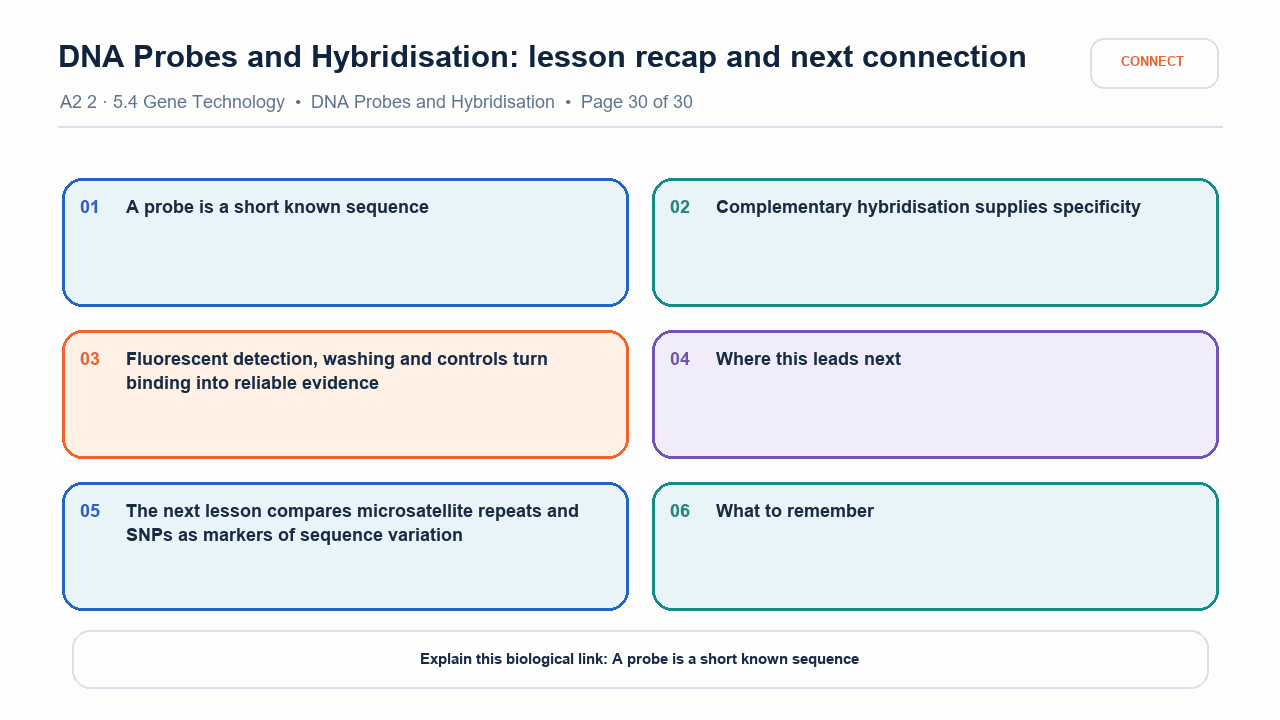 DNA Probes and Hybridisation: lesson recap and next connection
CONNECT
A2 2 · 5.4 Gene Technology • DNA Probes and Hybridisation • Page 30 of 30
01 A probe is a short known sequence
02 Complementary hybridisation supplies specificity
03 Fluorescent detection, washing and controls turn
binding into reliable evidence
04 Where this leads next
05 The next lesson compares microsatellite repeats and
SNPs as markers of sequence variation
06 What to remember
Explain this biological link: A probe is a short known sequence